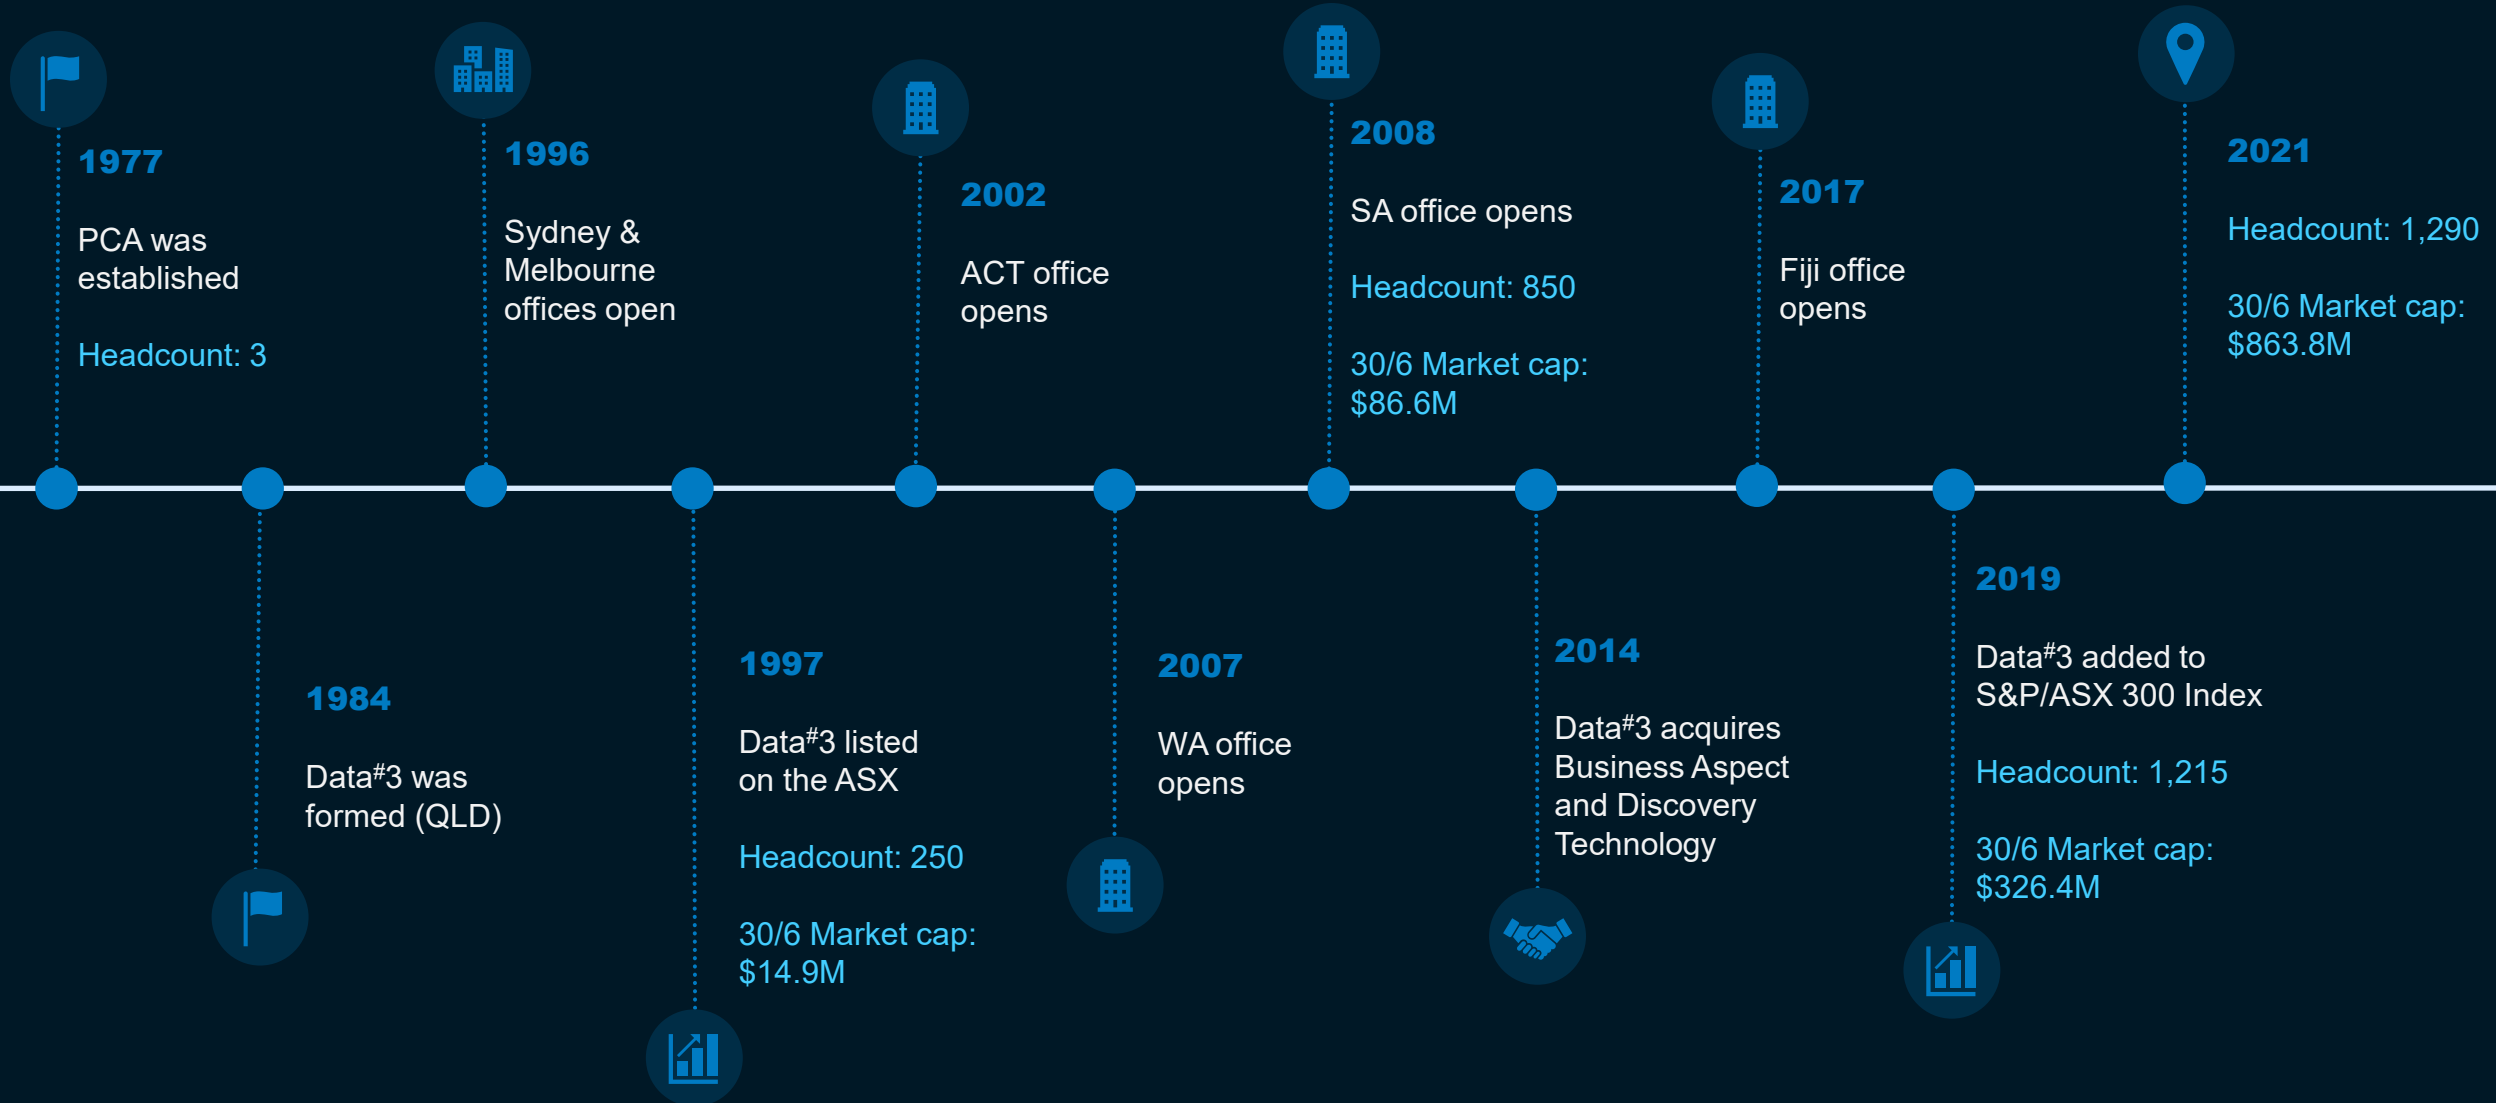 1977
PCA was
established
Headcount: 3
1984
Data#3 was
formed (QLD)
1996
Sydney &
Melbourne
offices open
1997
Data#3 listed
on the ASX
Headcount: 250
30/6 Market cap:
$14.9M
2002
ACT office
opens
2007
WA office
opens
2008
SA office opens
Headcount: 850
30/6 Market cap:
$86.6M
2014
Data#3 acquires
Business Aspect
and Discovery
Technology
2017
Fiji office
opens
2019
Data#3 added to
S&P/ASX 300 Index
Headcount: 1,215
30/6 Market cap:
$326.4M
2021
Headcount: 1,290
30/6 Market cap:
$863.8M